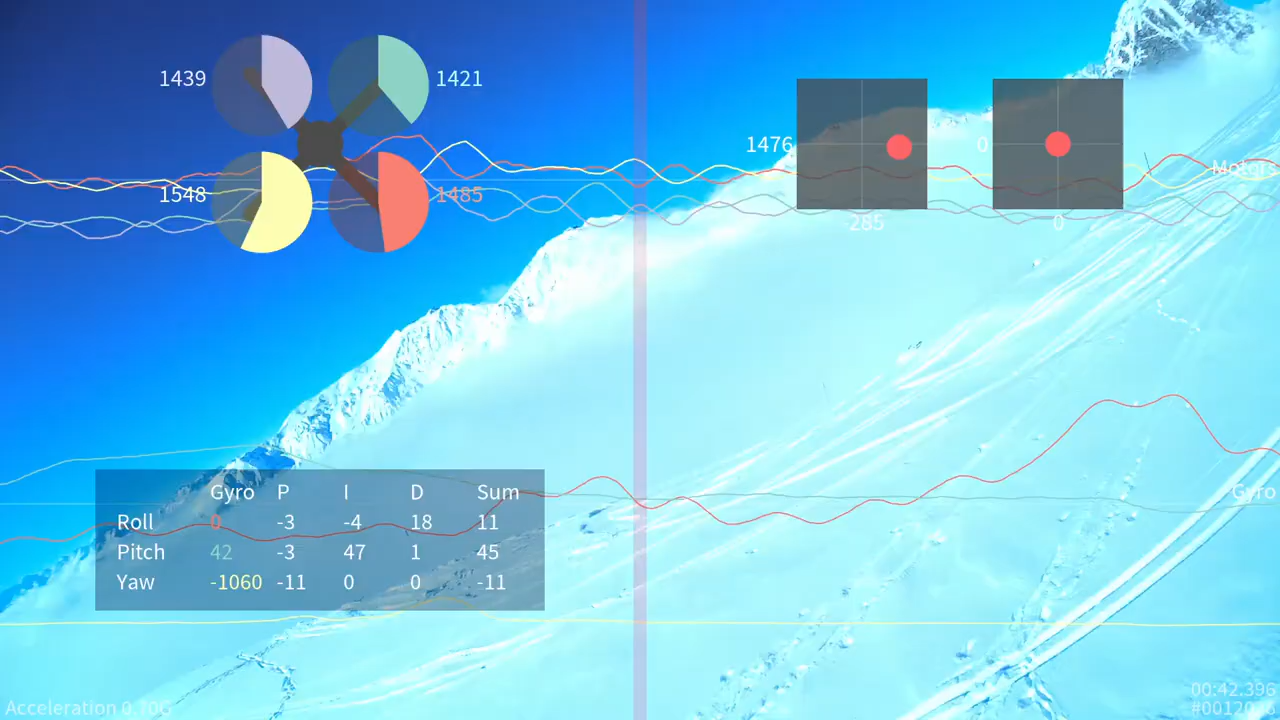 1439
1421
1548
1485
1476
0
-285
0
Motors
Gyro P I D Sum
Roll 0 -3 -4 18 11
Pitch 42 -3 47 1 45
Yaw -1060 -11 0 0 -11
Gyro
Acceleration 0.10G
00:42.396